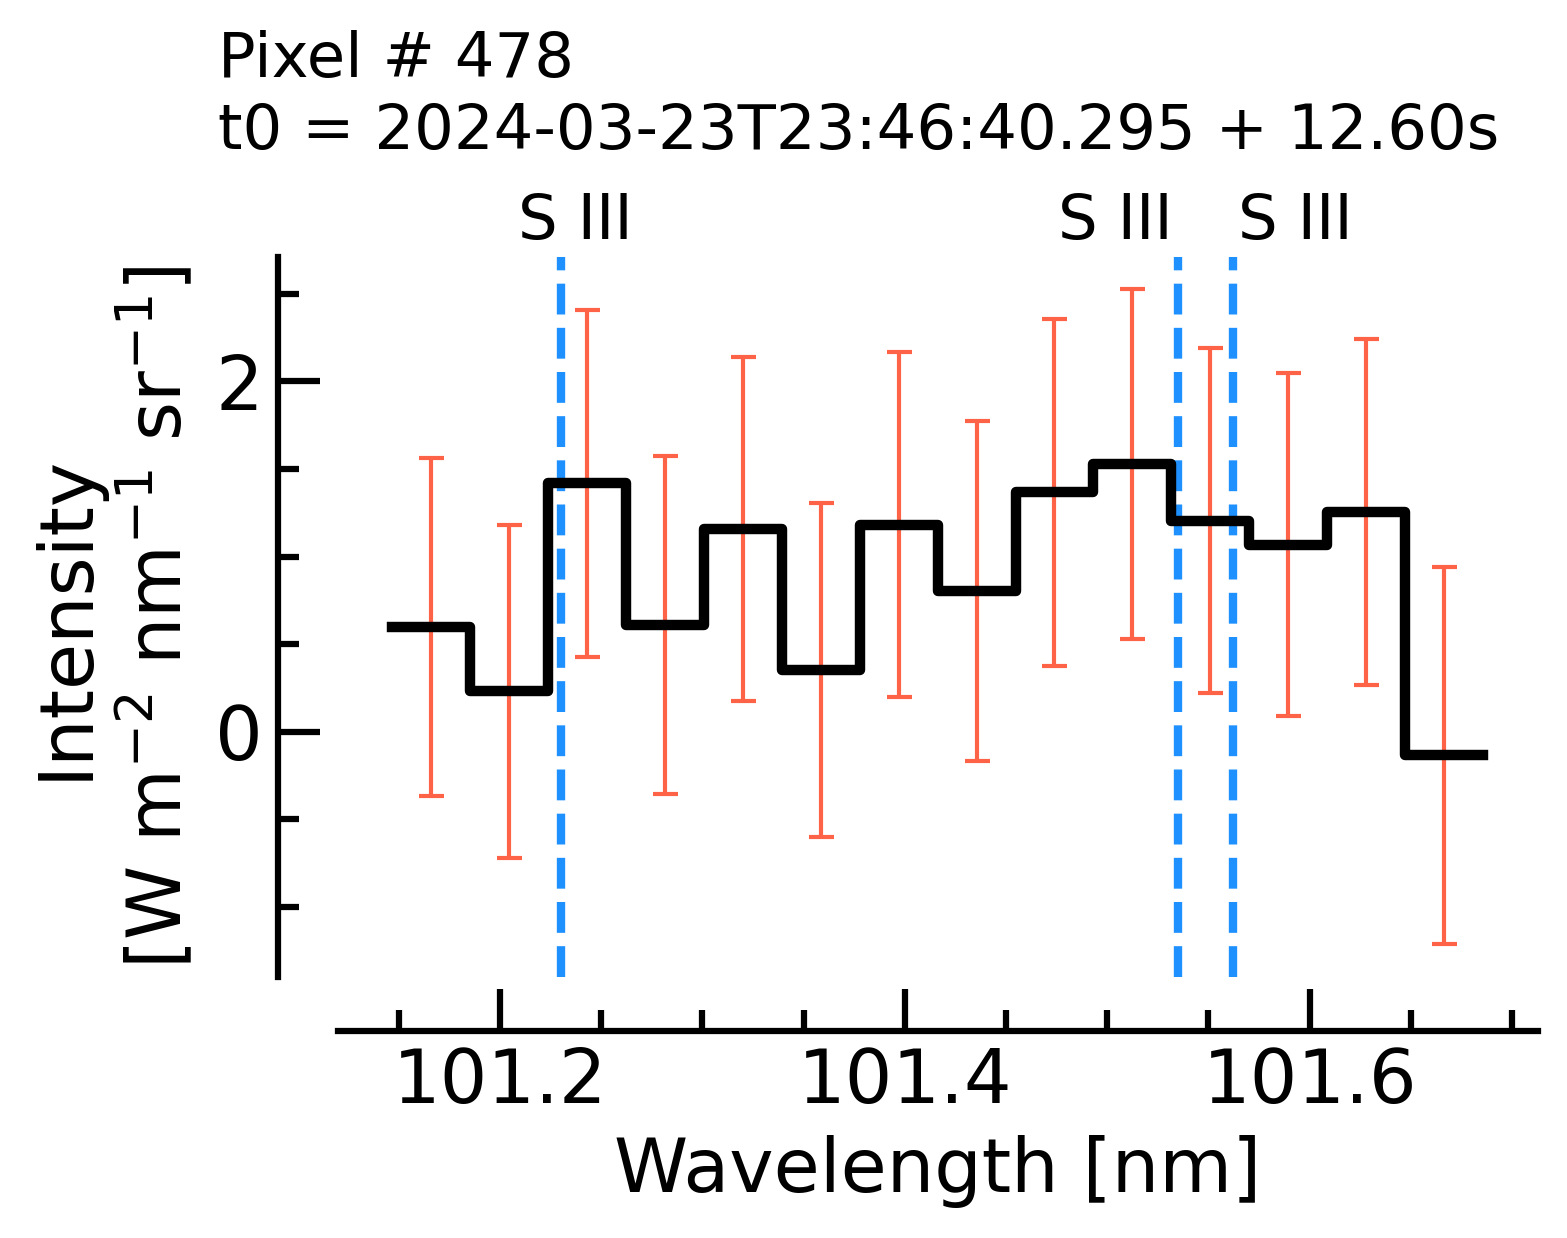 Pixel # 478
t0 = 2024-03-23T23:46:40.295 + 12.60s
S III S III S III
Intensity
[W m⁻² nm⁻¹ sr⁻¹]
2
0
101.2 101.4 101.6
Wavelength [nm]